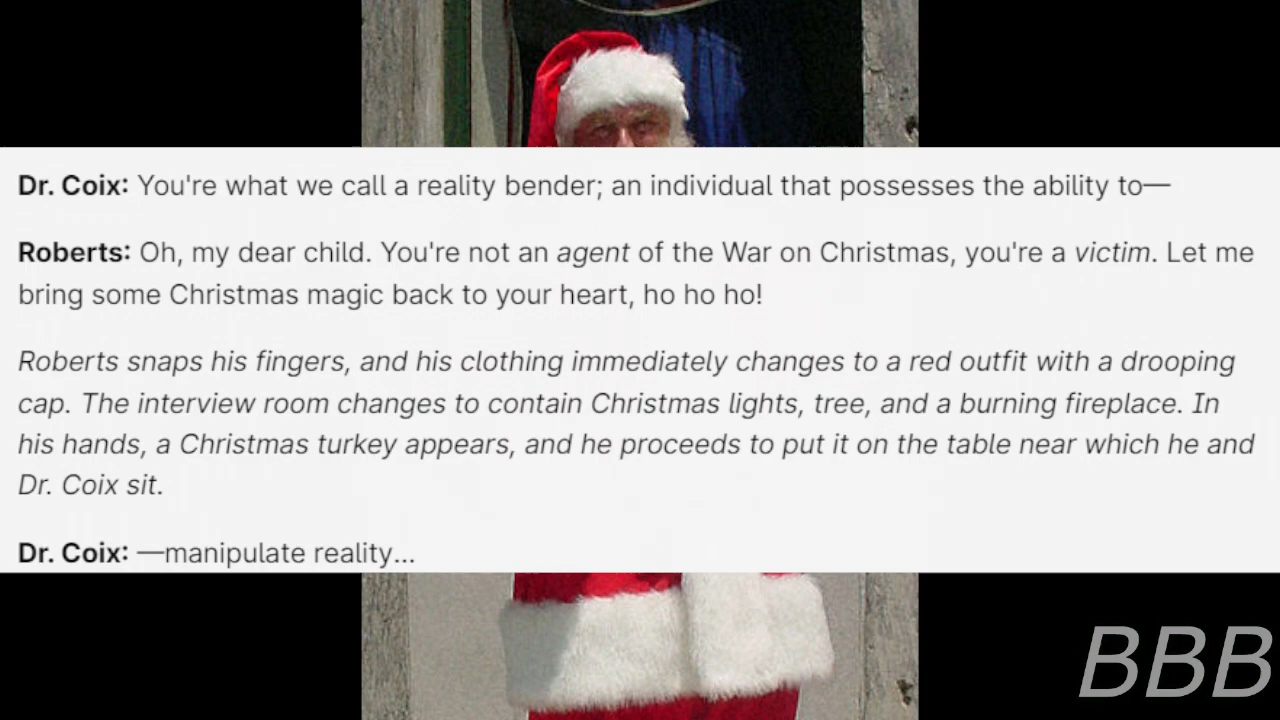 Dr. Coix: You're what we call a reality bender; an individual that possesses the ability to—
Roberts: Oh, my dear child. You're not an agent of the War on Christmas, you're a victim. Let me
bring some Christmas magic back to your heart, ho ho ho!
Roberts snaps his fingers, and his clothing immediately changes to a red outfit with a drooping
cap. The interview room changes to contain Christmas lights, tree, and a burning fireplace. In
his hands, a Christmas turkey appears, and he proceeds to put it on the table near which he and
Dr. Coix sit.
Dr. Coix: —manipulate reality...
BBB